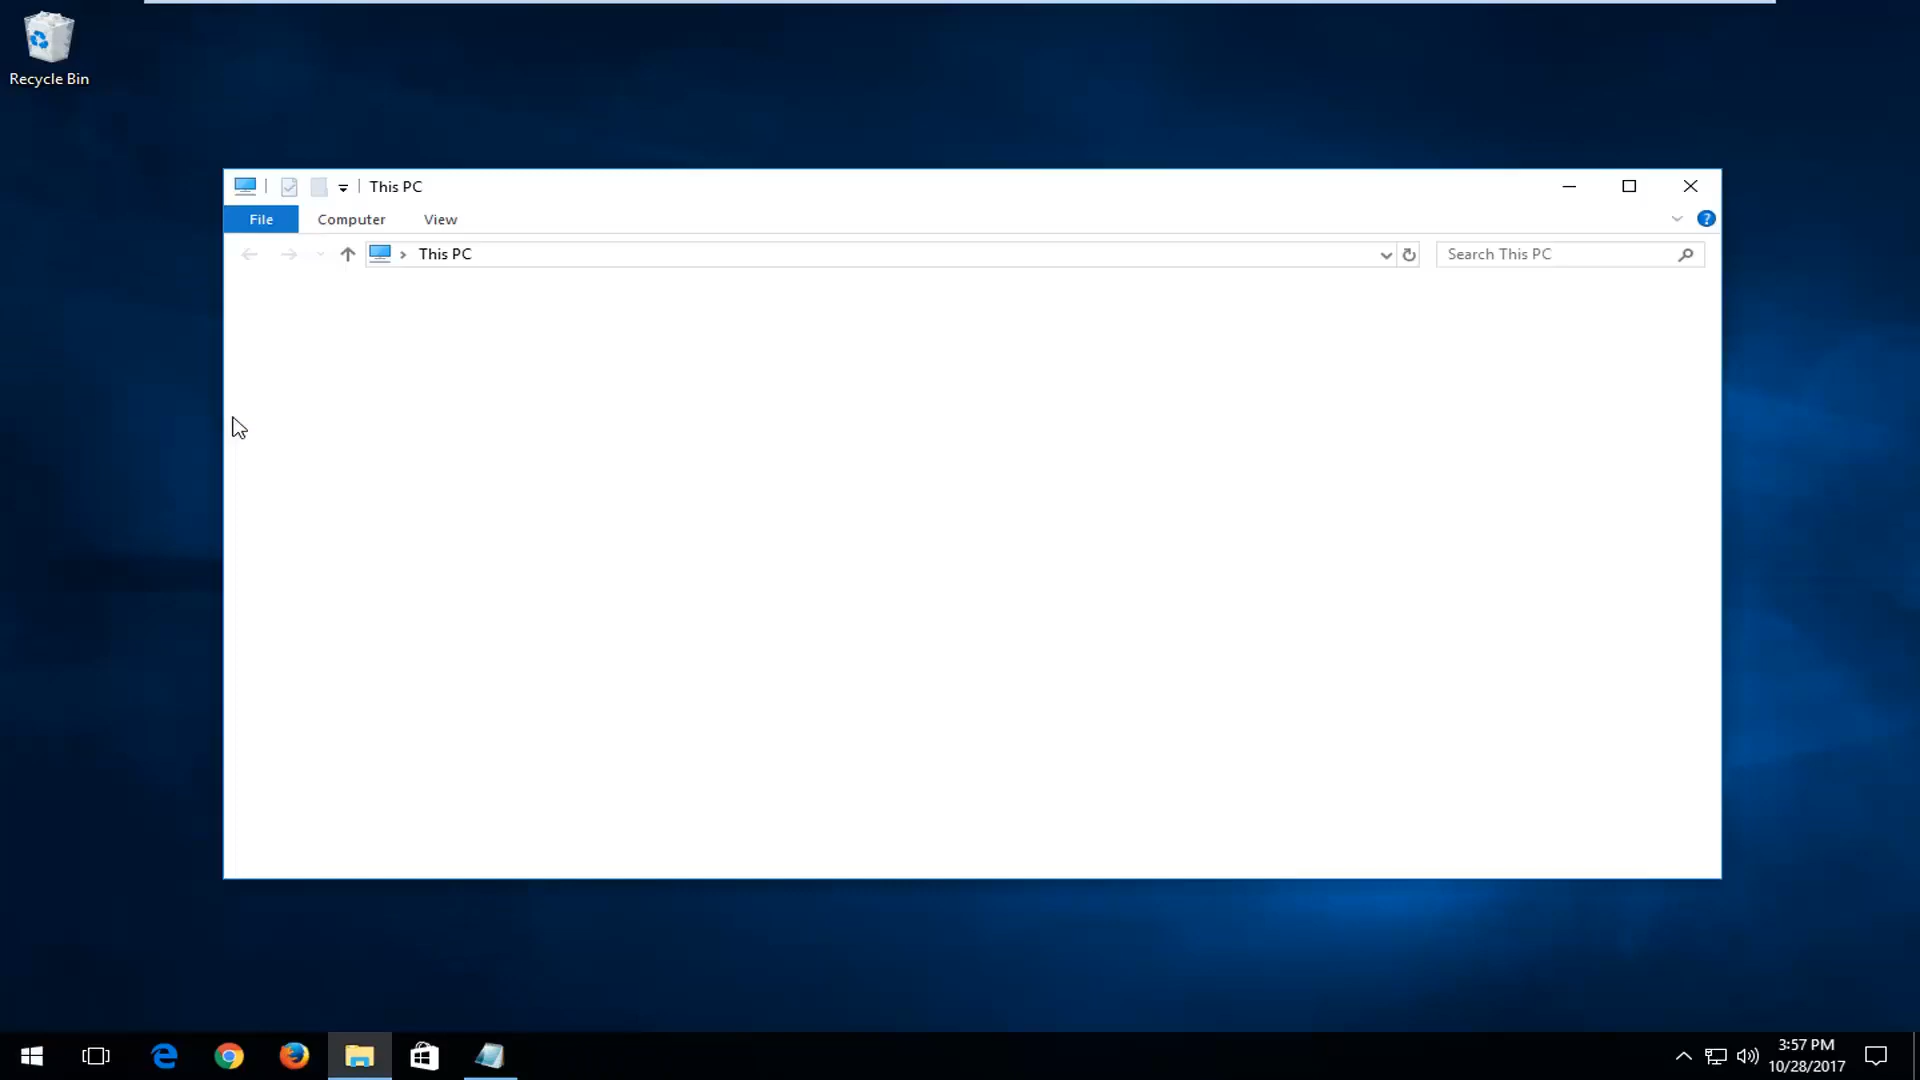 Recycle Bin
This PC
File Computer View
?
This PC
Search This PC
3:57 PM
10/28/2017